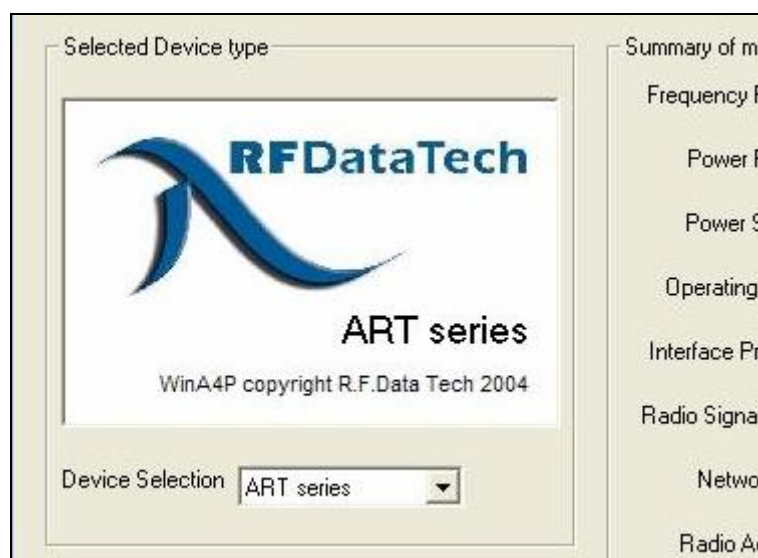 Selected Device type
RFDataTech
ART series
WinA4P copyright R.F.Data Tech 2004
Device Selection
ART series
Summary of m
Frequency
Power
Power S
Operating
Interface Pr
Radio Signa
Netwo
Radio A